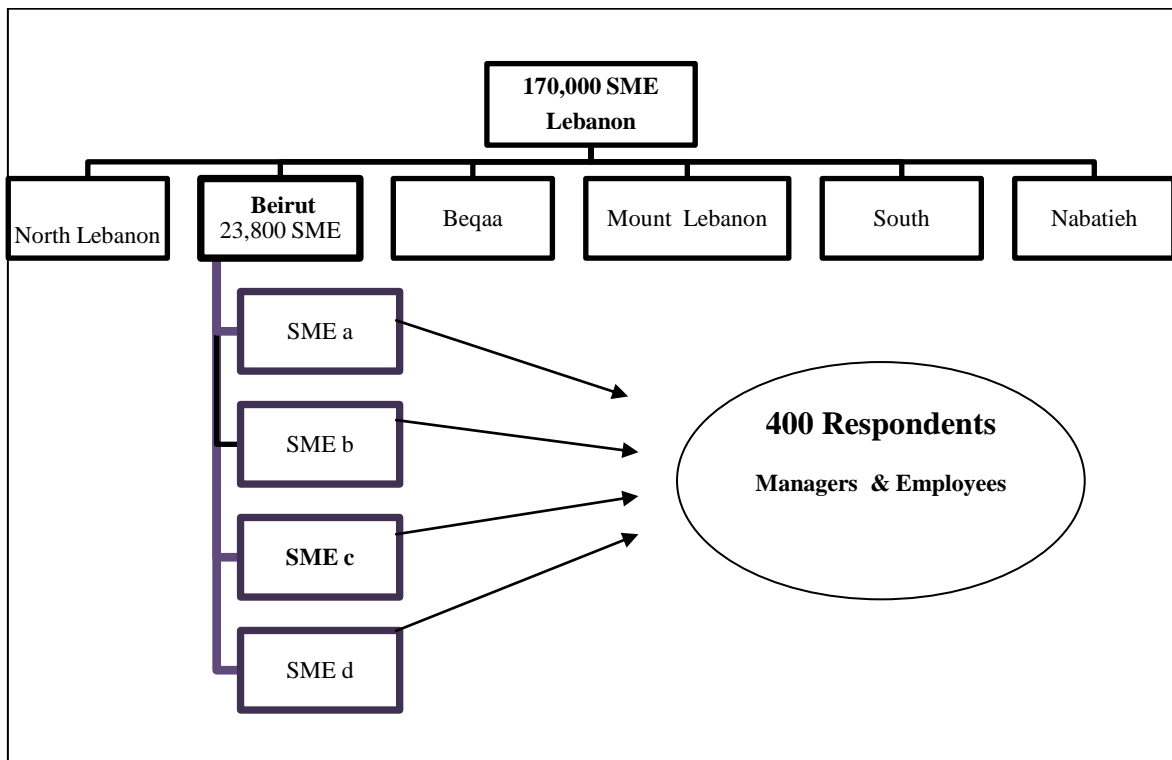 170,000 SME
Lebanon
North Lebanon
Beirut
23,800 SME
Beqaa
Mount Lebanon
South
Nabatieh
SME a
SME b
SME c
SME d
400 Respondents
Managers & Employees